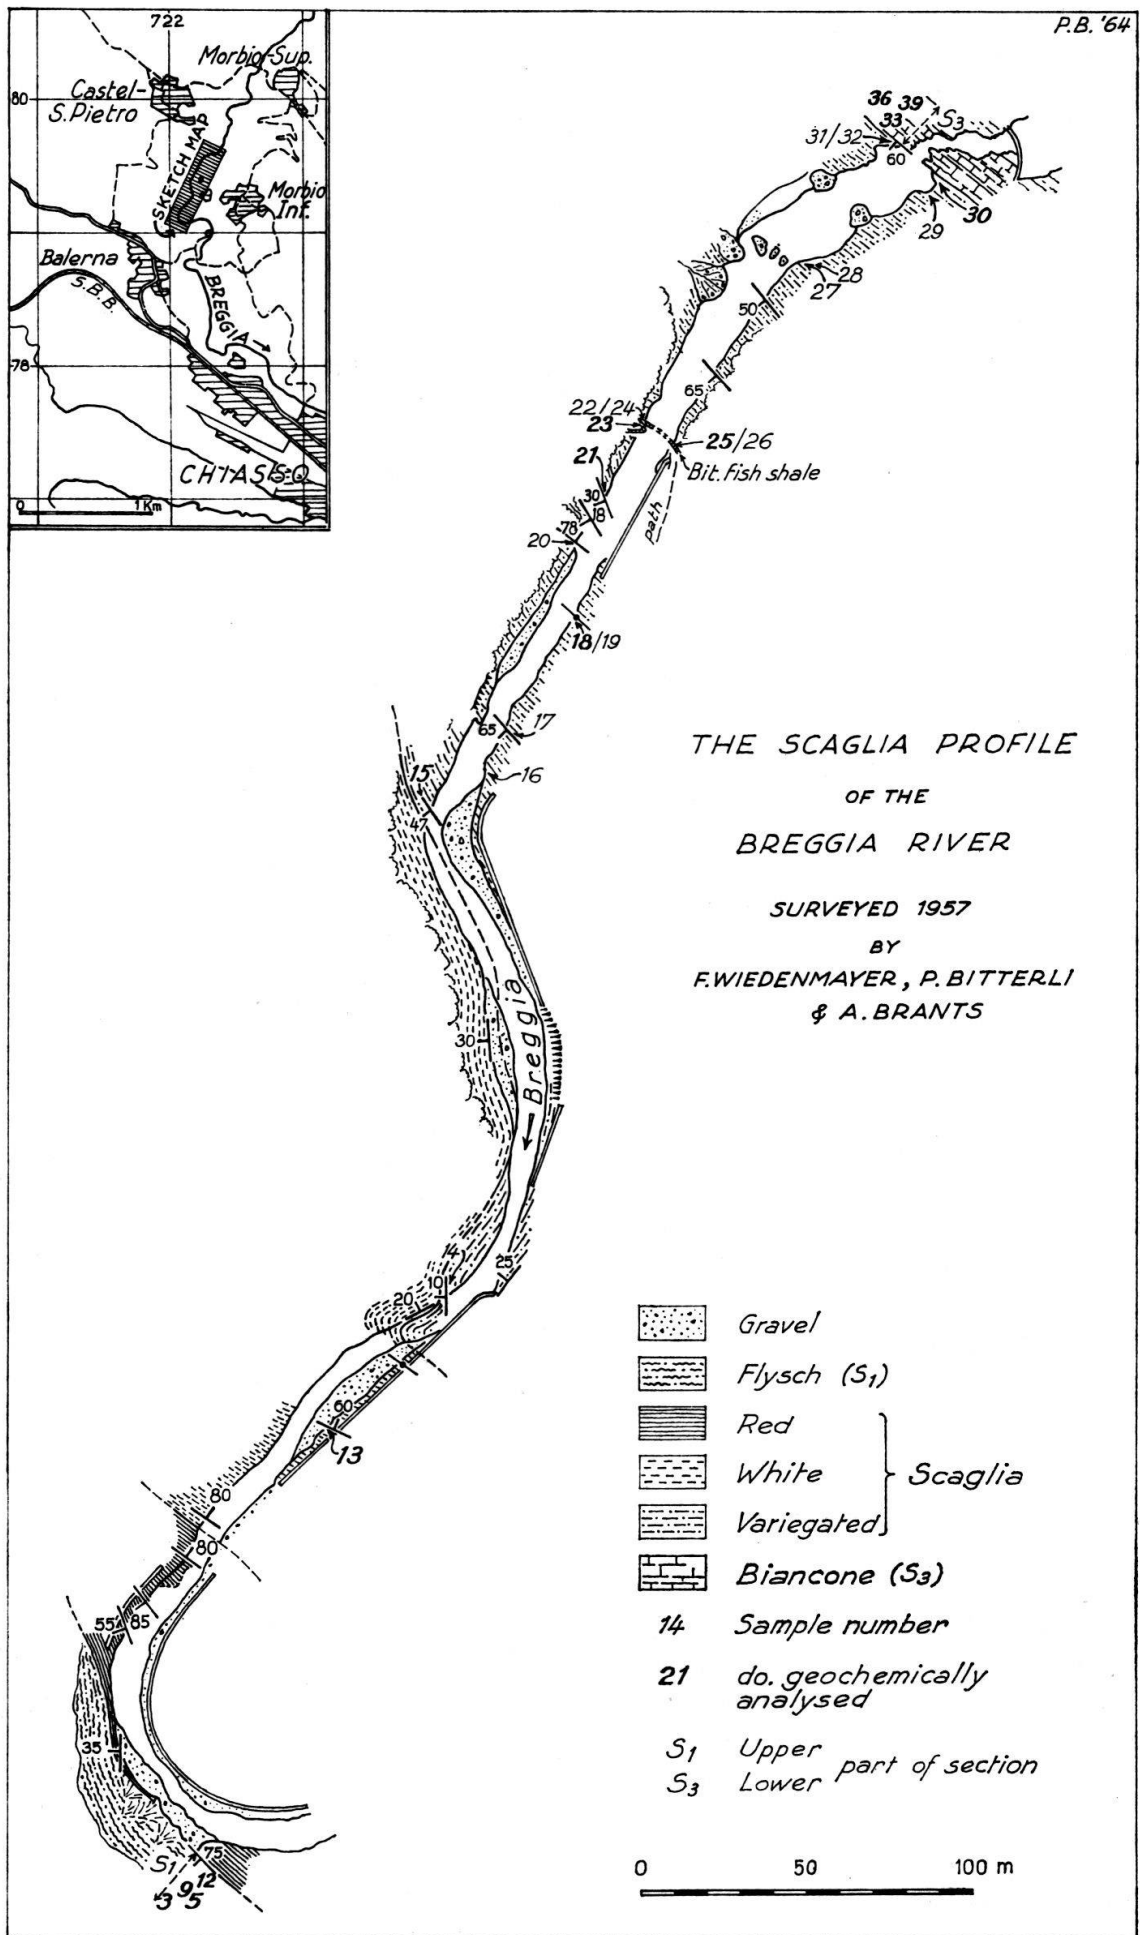 P.B. '64
722
Morbio-Sup.
80
Castel-
S.Pietro
SKETCH MAP
Morbio
Inf.
Balerna
S.B.B.
BREGGIA
78
CHIASSO
0 1 Km
36 39
33
S3
31/32
60
30
29
28
27
50
65
22/24
23
25/26
Bit. fish shale
21
30
18
78
20
path
18/19
65
17
16
15
47
THE SCAGLIA PROFILE
OF THE
BREGGIA RIVER
SURVEYED 1957
BY
F. WIEDENMAYER, P. BITTERLI
& A. BRANTS
Breggia
30
14
25
10
20
60
13
80
80
55
85
35
75
S1
12
9
3 5
Gravel
Flysch (S1)
Red
White
Variegated
Scaglia
Biancone (S3)
14 Sample number
21 do. geochemically
analysed
S1 Upper
S3 Lower
part of section
0 50 100 m